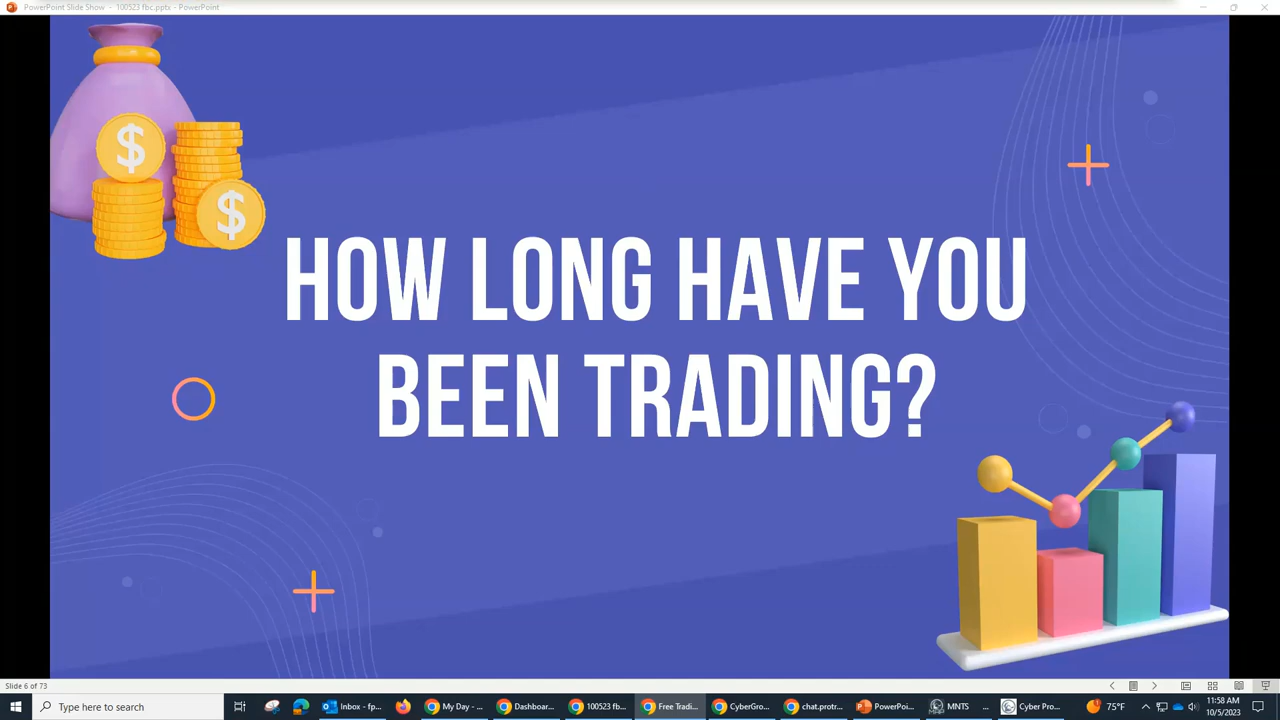 PowerPoint Slide Show - 100523 fbc.pptx - PowerPoint
$
$
HOW LONG HAVE YOU
BEEN TRADING?
Slide 6 of 73
Type here to search
Inbox - fp...
My Day - ...
Dashboar...
100523 fb...
Free Tradi...
CyberGro...
chat.protr...
PowerPoi...
MNTS ...
Cyber Pro...
75°F
11:58 AM
10/5/2023